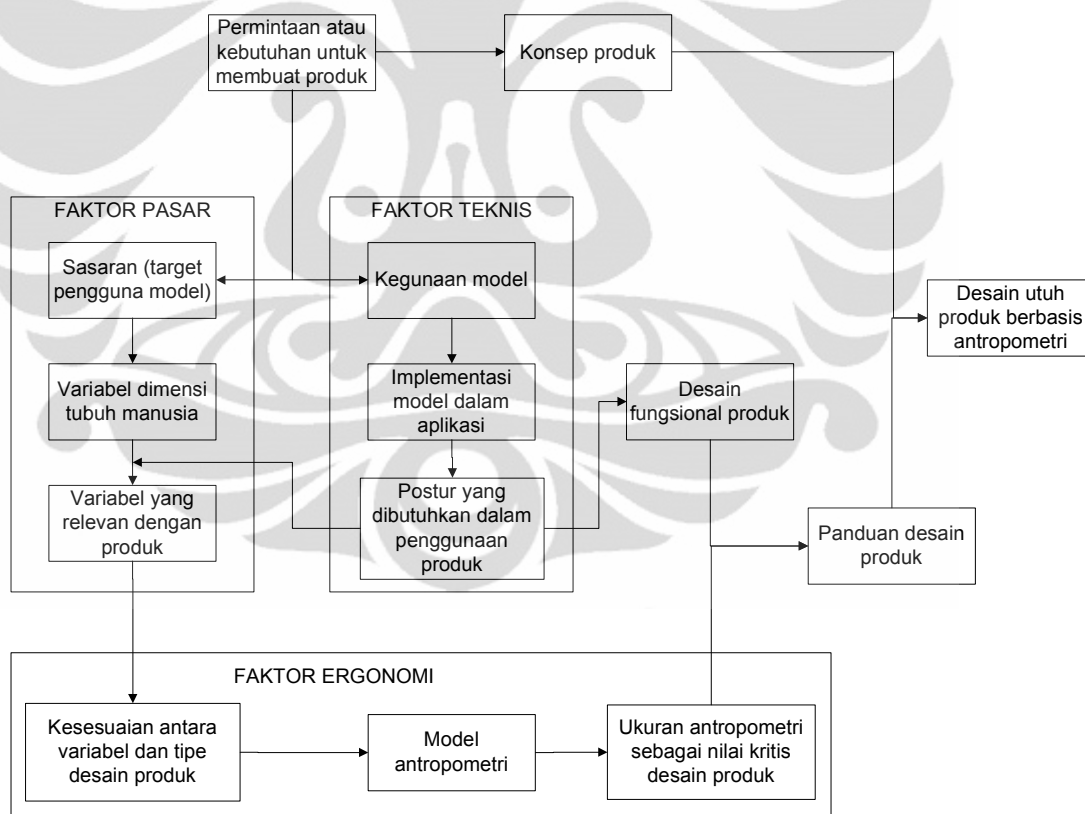 Permintaan atau
kebutuhan untuk
membuat produk
Konsep produk
FAKTOR PASAR
Sasaran (target
pengguna model)
Variabel dimensi
tubuh manusia
Variabel yang
relevan dengan
produk
FAKTOR TEKNIS
Kegunaan model
Implementasi
model dalam
aplikasi
Postur yang
dibutuhkan dalam
penggunaan
produk
Desain
fungsional produk
Desain utuh
produk berbasis
antropometri
Panduan desain
produk
FAKTOR ERGONOMI
Kesesuaian antara
variabel dan tipe
desain produk
Model
antropometri
Ukuran antropometri
sebagai nilai kritis
desain produk